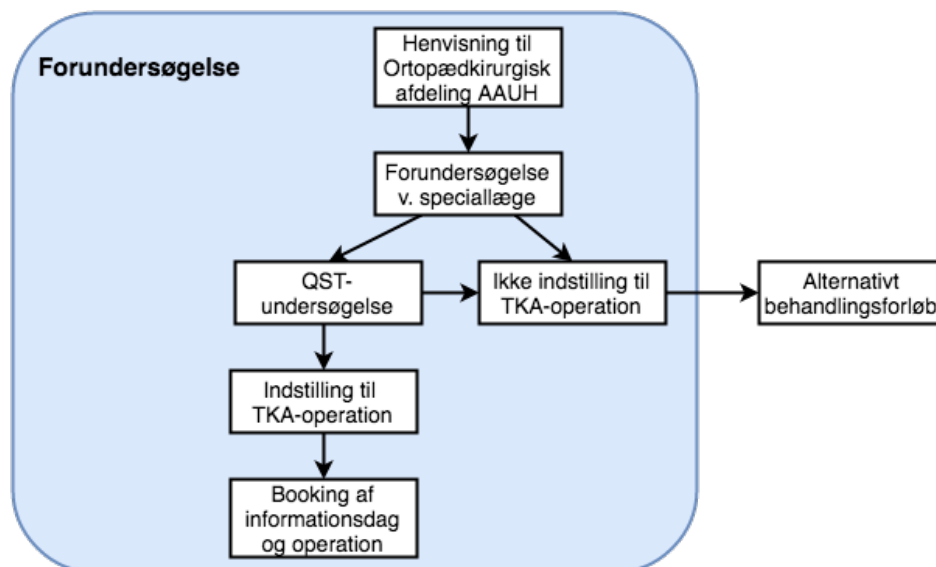 Forundersøgelse
Henvisning til
Ortopædkirurgisk
afdeling AAUH
Forundersøgelse
v. speciallæge
QST-
undersøgelse
Ikke indstilling til
TKA-operation
Alternativt
behandlingsforløb
Indstilling til
TKA-operation
Booking af
informationsdag
og operation